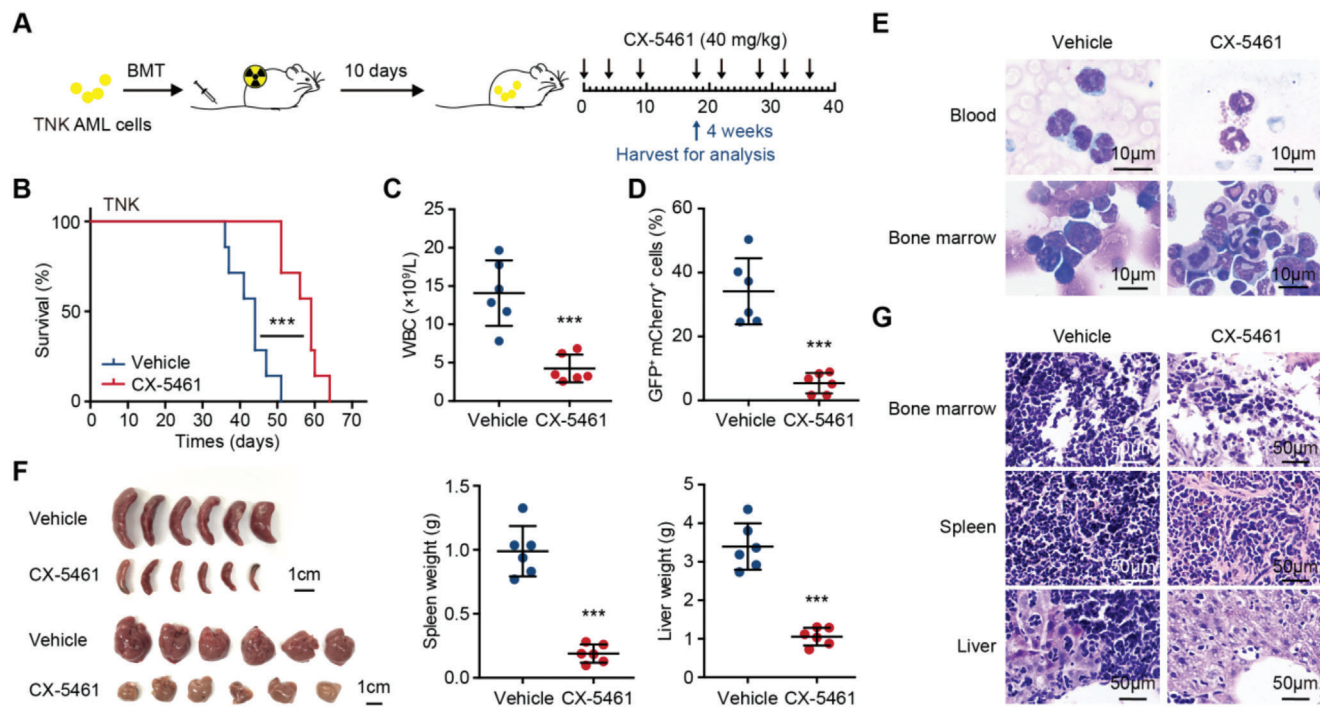 A
BMT
TNK AML cells
10 days
CX-5461 (40 mg/kg)
0 10 20 30 40
4 weeks
Harvest for analysis
B
TNK
Survival (%)
100
50
0
***
Vehicle
CX-5461
0 10 20 30 40 50 60 70
Times (days)
C
WBC (×10⁹/L)
25
20
15
10
5
0
***
Vehicle CX-5461
D
GFP⁺ mCherry⁺ cells (%)
60
40
20
0
***
Vehicle CX-5461
E
Vehicle CX-5461
Blood
10μm 10μm
Bone marrow
10μm 10μm
F
Vehicle
CX-5461
1cm
Vehicle
CX-5461
1cm
Spleen weight (g)
1.5
1.0
0.5
0.0
***
Vehicle CX-5461
Liver weight (g)
5
4
3
2
1
0
***
Vehicle CX-5461
G
Vehicle CX-5461
Bone marrow
50μm 50μm
Spleen
50μm 50μm
Liver
50μm 50μm